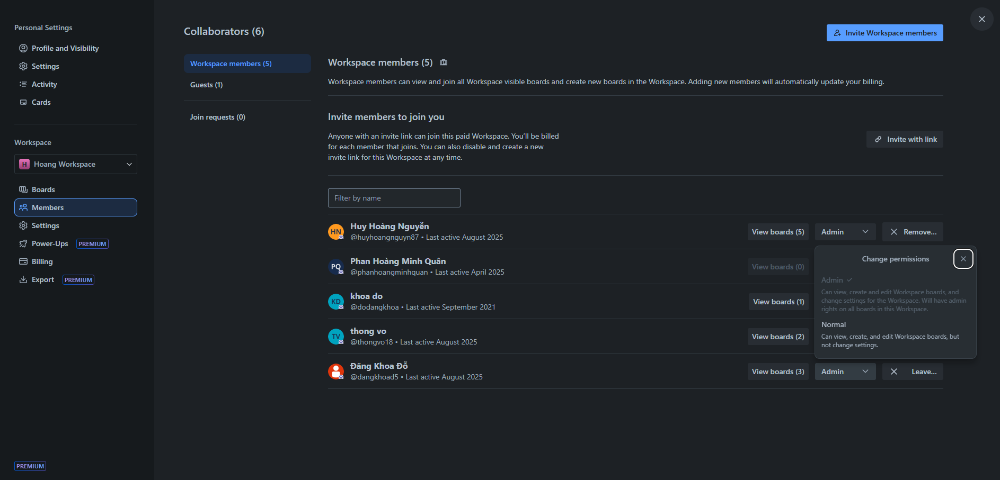 Personal Settings
Profile and Visibility
Settings
Activity
Cards
Workspace
H Hoang Workspace
Boards
Members
Settings
Power-Ups PREMIUM
Billing
Export PREMIUM
PREMIUM
Collaborators (6)
Invite Workspace members
Workspace members (5)
Guests (1)
Join requests (0)
Workspace members (5)
Workspace members can view and join all Workspace visible boards and create new boards in the Workspace. Adding new members will automatically update your billing.
Invite members to join you
Anyone with an invite link can join this paid Workspace. You'll be billed
for each member that joins. You can also disable and create a new
invite link for this Workspace at any time.
Invite with link
Filter by name
HN Huy Hoàng Nguyễn
@huyhoangnguyn87 • Last active August 2025
View boards (5) Admin Remove...
PQ Phan Hoàng Minh Quân
@phanhoangminhquan • Last active April 2025
View boards (0)
KD khoa do
@dodangkhoa • Last active September 2021
View boards (1)
TV thong vo
@thongvo18 • Last active August 2025
View boards (2)
Đăng Khoa Đỗ
@dangkhoad5 • Last active August 2025
View boards (3) Admin Leave...
Change permissions
Admin
Can view, create and edit Workspace boards, and
change settings for the Workspace. Will have admin
rights on all boards in this Workspace.
Normal
Can view, create, and edit Workspace boards, but
not change settings.